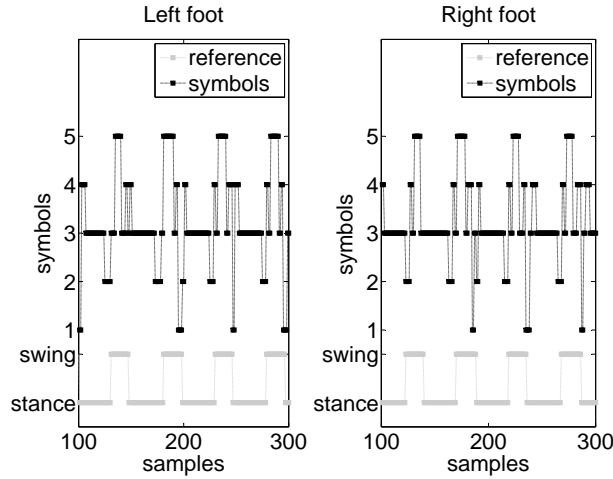 Left foot
Right foot
reference
symbols
reference
symbols
symbols
5
4
3
2
1
swing
stance
100
200
300
samples
symbols
5
4
3
2
1
swing
stance
100
200
300
samples